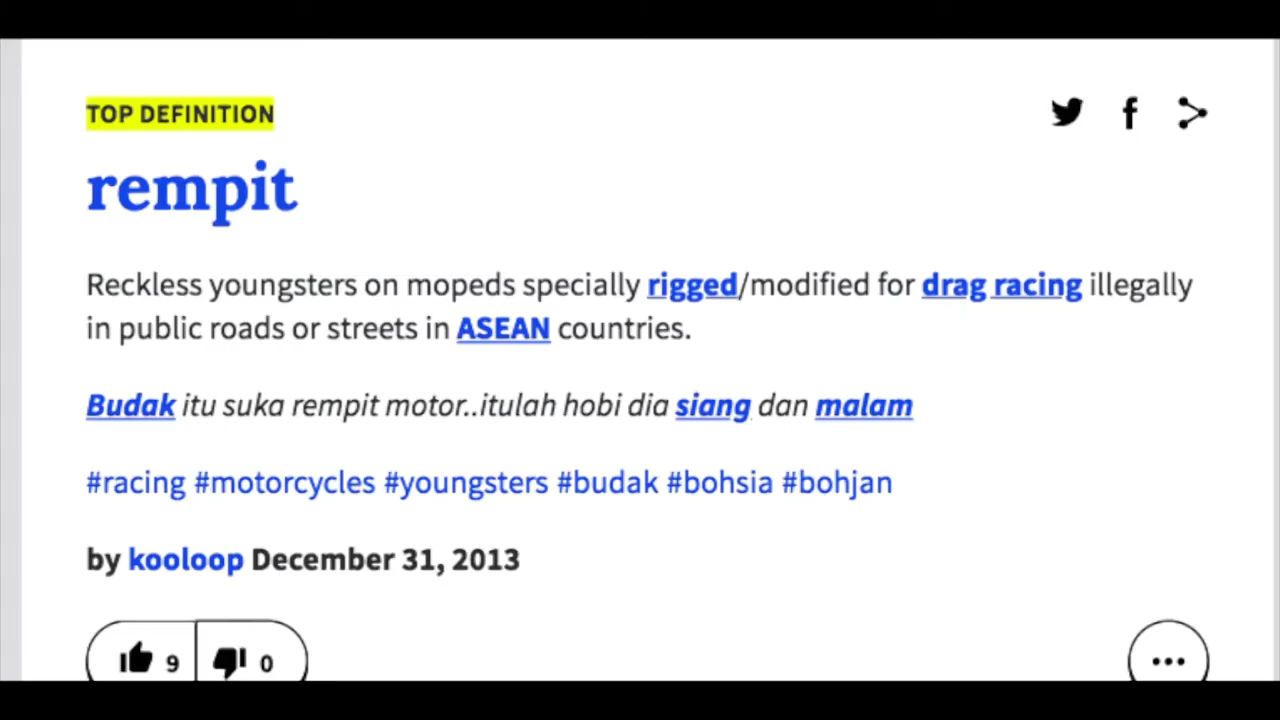 TOP DEFINITION
rempit
Reckless youngsters on mopeds specially rigged/modified for drag racing illegally
in public roads or streets in ASEAN countries.
Budak itu suka rempit motor..itulah hobi dia siang dan malam
#racing #motorcycles #youngsters #budak #bohsia #bohjan
by kooloop December 31, 2013
9 0